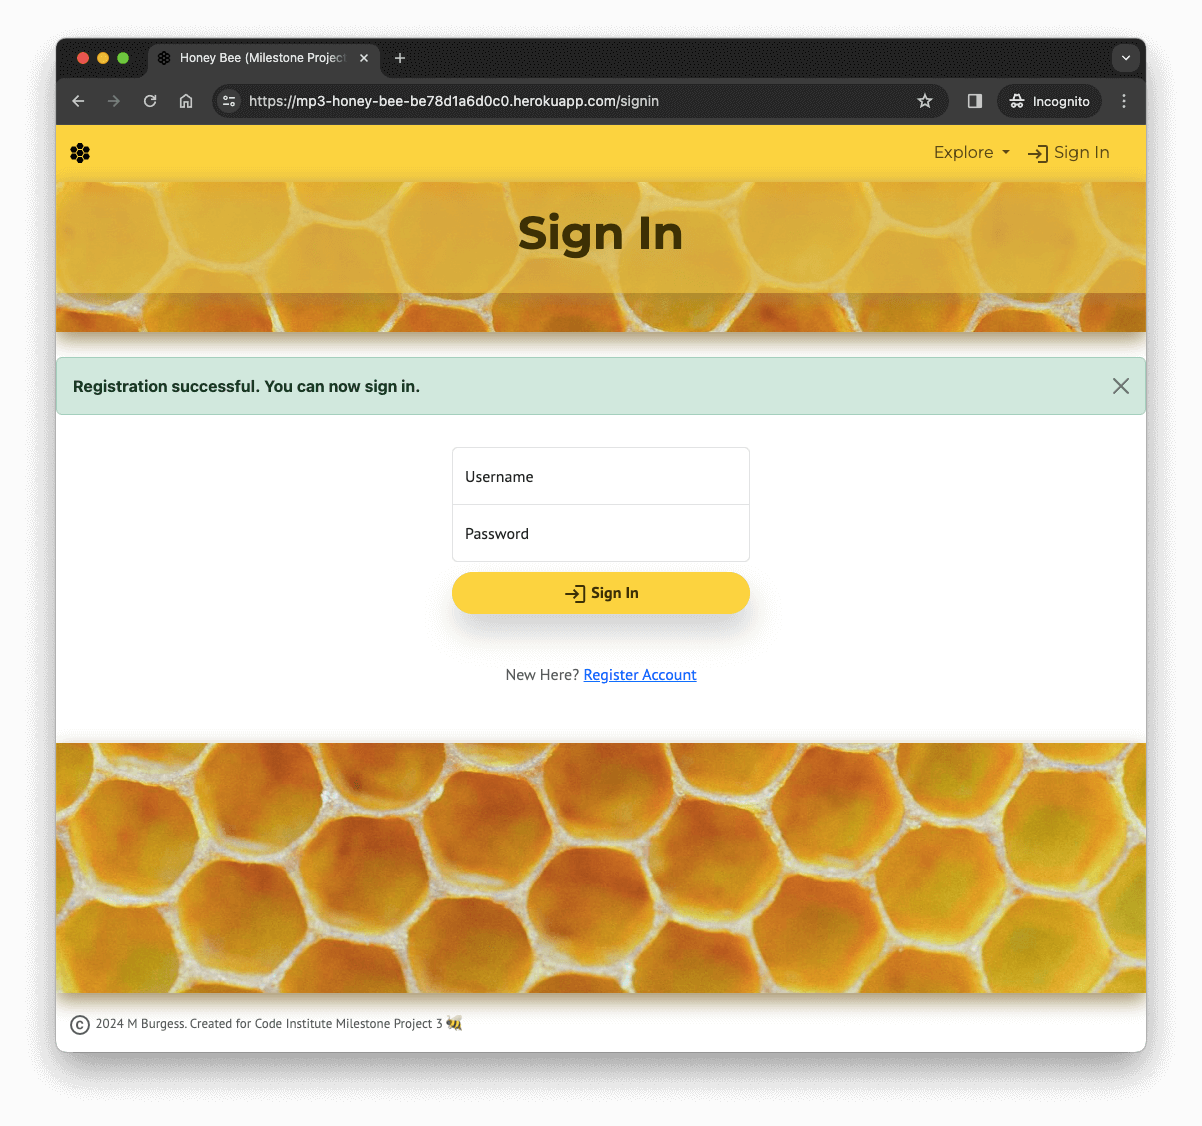 Honey Bee (Milestone Project
https://mp3-honey-bee-be78d1a6d0c0.herokuapp.com/signin
Incognito
Explore
Sign In
Sign In
Registration successful. You can now sign in.
Username
Password
Sign In
New Here? Register Account
© 2024 M Burgess. Created for Code Institute Milestone Project 3 🐝